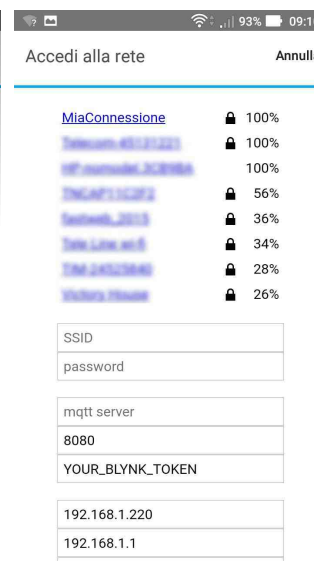 93% 09:1
Accedi alla rete Annull
MiaConnessione 100%
100%
100%
56%
36%
34%
28%
26%
SSID
password
mqtt server
8080
YOUR_BLYNK_TOKEN
192.168.1.220
192.168.1.1